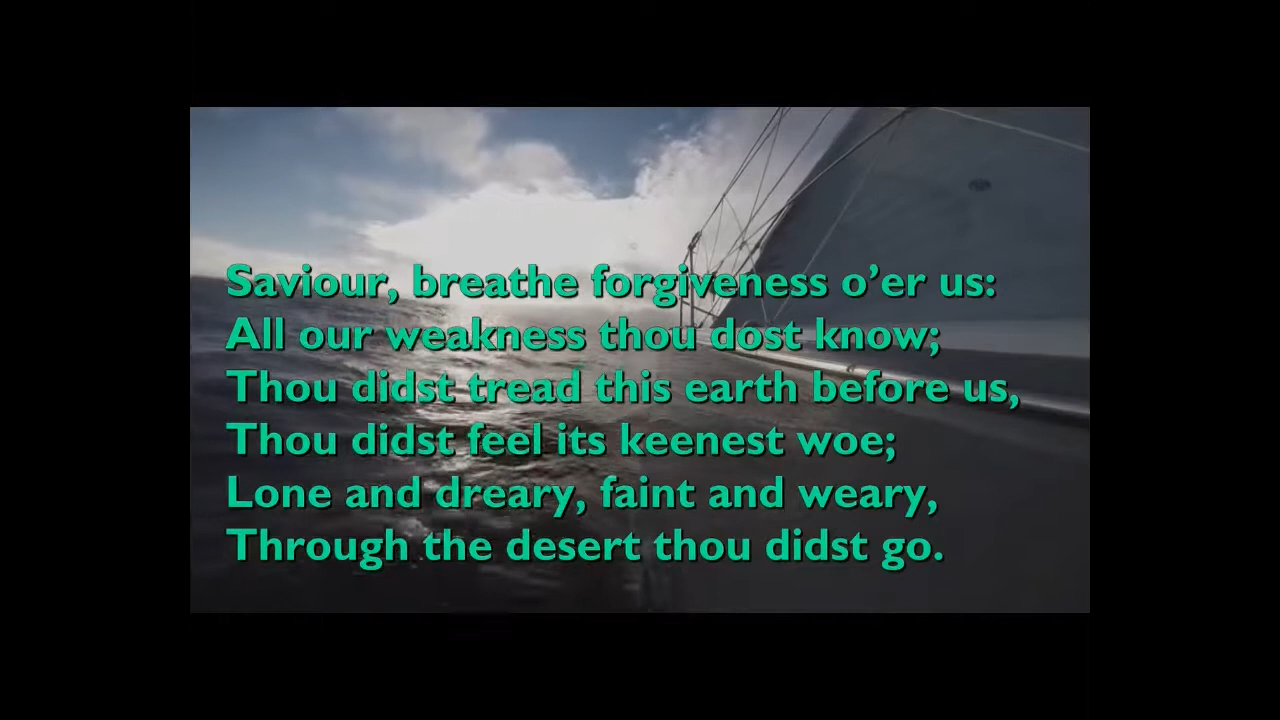 Saviour, breathe forgiveness o’er us:
All our weakness thou dost know;
Thou didst tread this earth before us,
Thou didst feel its keenest woe;
Lone and dreary, faint and weary,
Through the desert thou didst go.